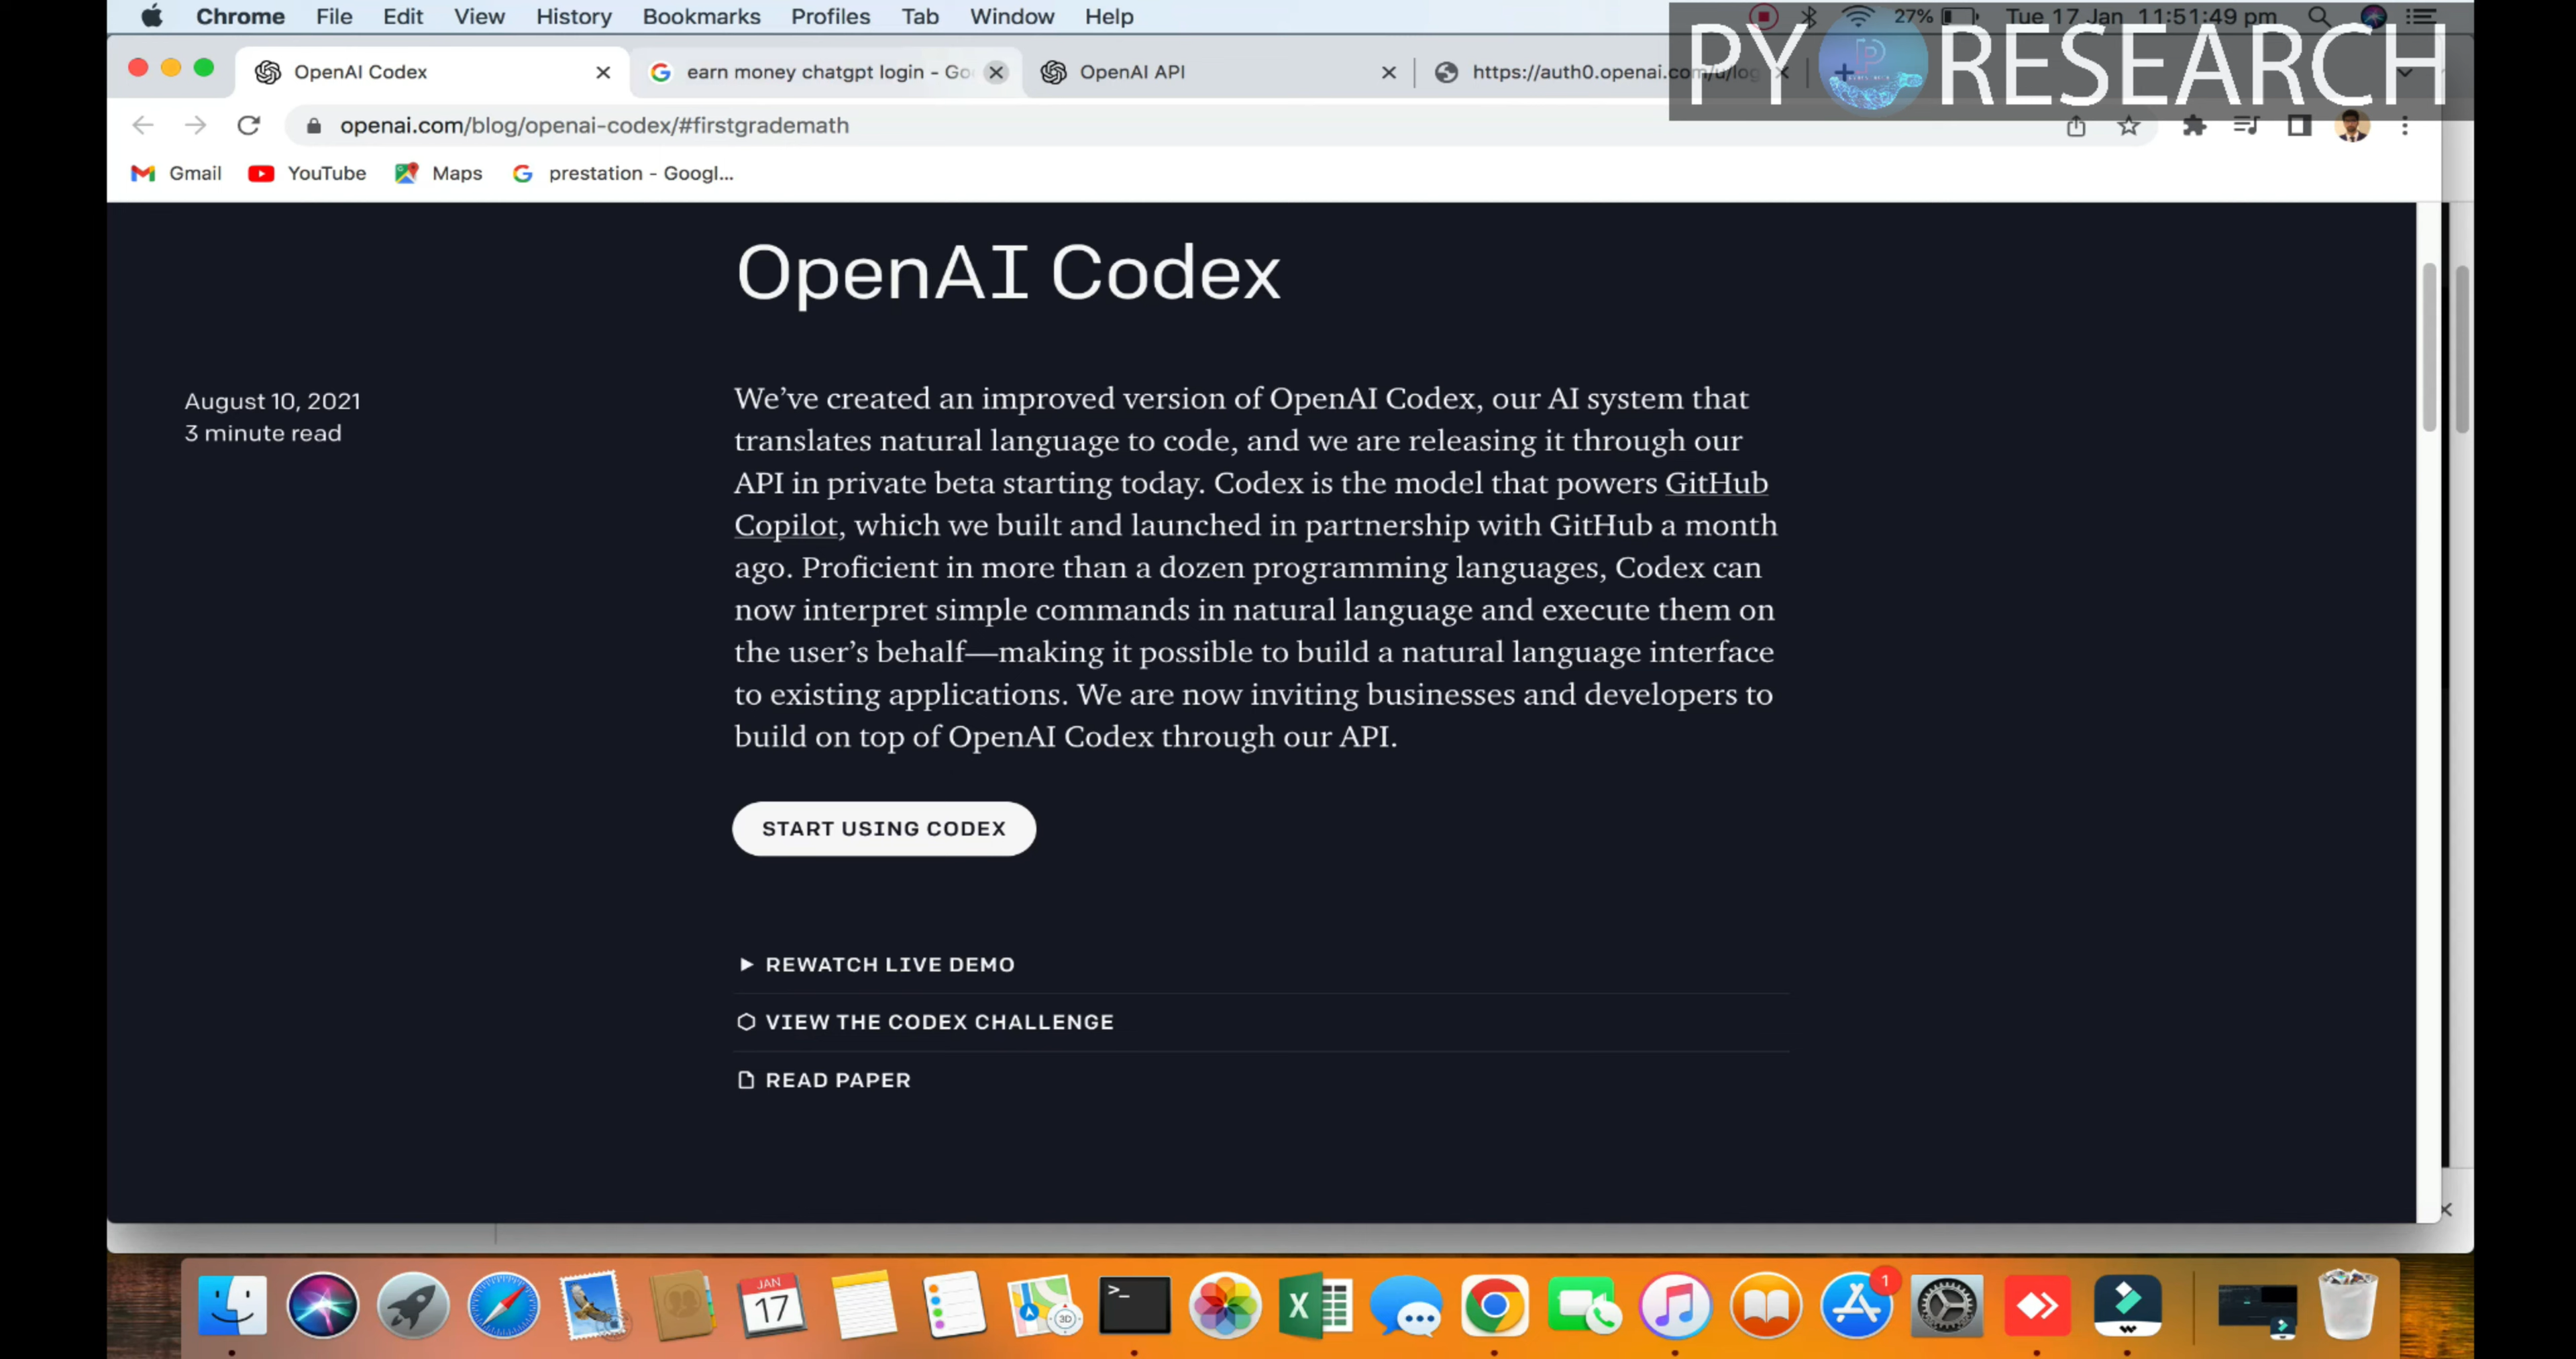 Chrome File Edit View History Bookmarks Profiles Tab Window Help 27% Tue 17 Jan 11:51:49 pm
PY RESEARCH
OpenAI Codex earn money chatgpt login - Go OpenAI API https://auth0.openai.com/u/log
openai.com/blog/openai-codex/#firstgrademath
Gmail YouTube Maps prestation - Googl...
OpenAI Codex
August 10, 2021
3 minute read
We've created an improved version of OpenAI Codex, our AI system that
translates natural language to code, and we are releasing it through our
API in private beta starting today. Codex is the model that powers GitHub
Copilot, which we built and launched in partnership with GitHub a month
ago. Proficient in more than a dozen programming languages, Codex can
now interpret simple commands in natural language and execute them on
the user's behalf—making it possible to build a natural language interface
to existing applications. We are now inviting businesses and developers to
build on top of OpenAI Codex through our API.
START USING CODEX
REWATCH LIVE DEMO
VIEW THE CODEX CHALLENGE
READ PAPER
JAN
17
3D
>_
X
1